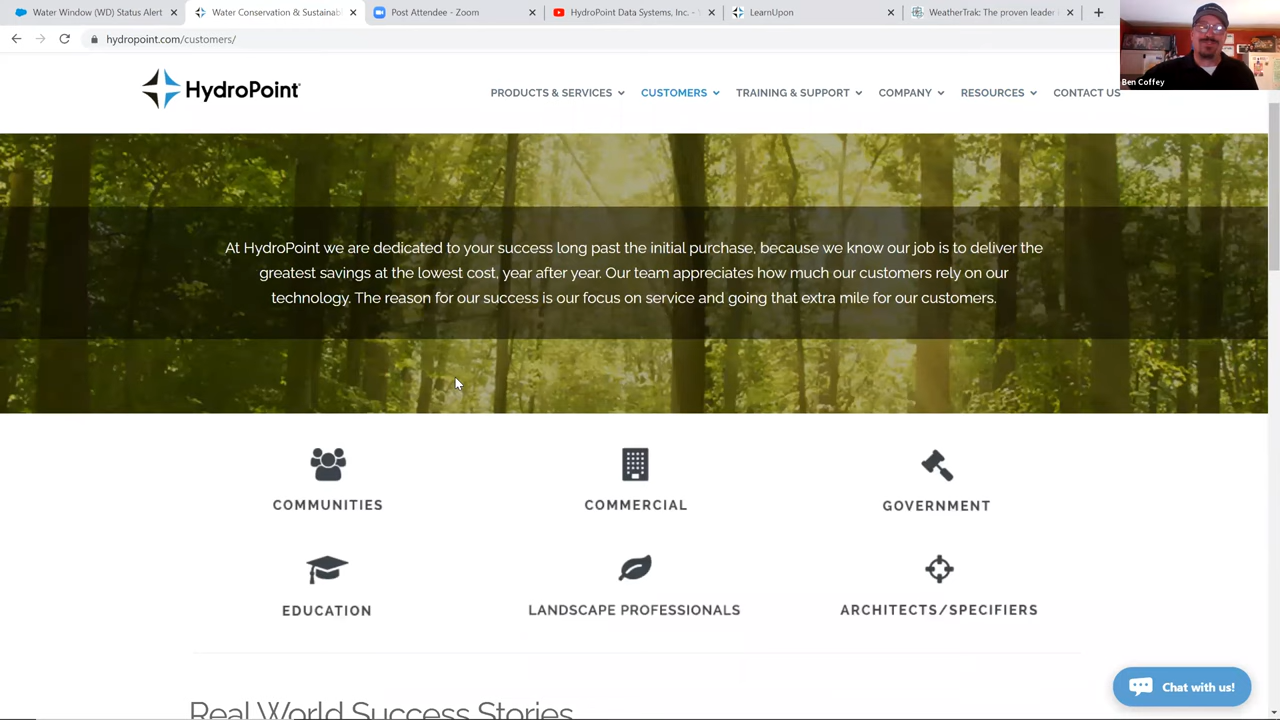 Water Window (WD) Status Alert
Water Conservation & Sustainab
Post Attendee - Zoom
HydroPoint Data Systems, Inc. -
LearnUpon
WeatherTrak: The proven leader
hydropoint.com/customers/
Ben Coffey
HydroPoint
PRODUCTS & SERVICES
CUSTOMERS
TRAINING & SUPPORT
COMPANY
RESOURCES
CONTACT US
At HydroPoint we are dedicated to your success long past the initial purchase, because we know our job is to deliver the
greatest savings at the lowest cost, year after year. Our team appreciates how much our customers rely on our
technology. The reason for our success is our focus on service and going that extra mile for our customers.
COMMUNITIES
COMMERCIAL
GOVERNMENT
EDUCATION
LANDSCAPE PROFESSIONALS
ARCHITECTS/SPECIFIERS
Chat with us!
Real World Success Stories